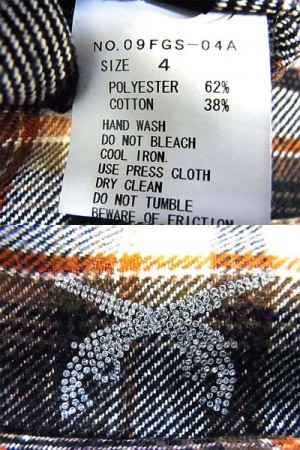 NO.09FGS-04A
SIZE 4
POLYESTER 62%
COTTON 38%
HAND WASH
DO NOT BLEACH
COOL IRON.
USE PRESS CLOTH
DRY CLEAN
DO NOT TUMBLE
BEWARE OF FRICTION